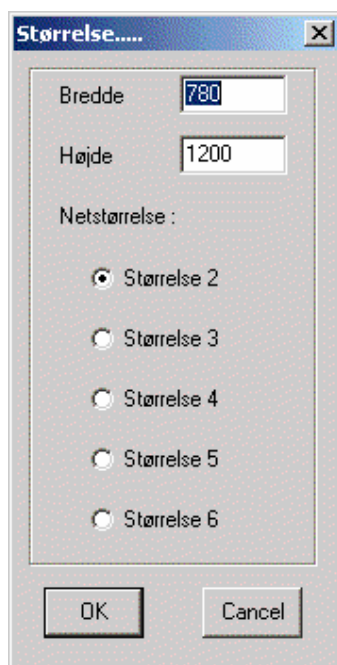 Størrelse.....
Bredde 780
Højde 1200
Netstørrelse :
Størrelse 2
Størrelse 3
Størrelse 4
Størrelse 5
Størrelse 6
OK Cancel